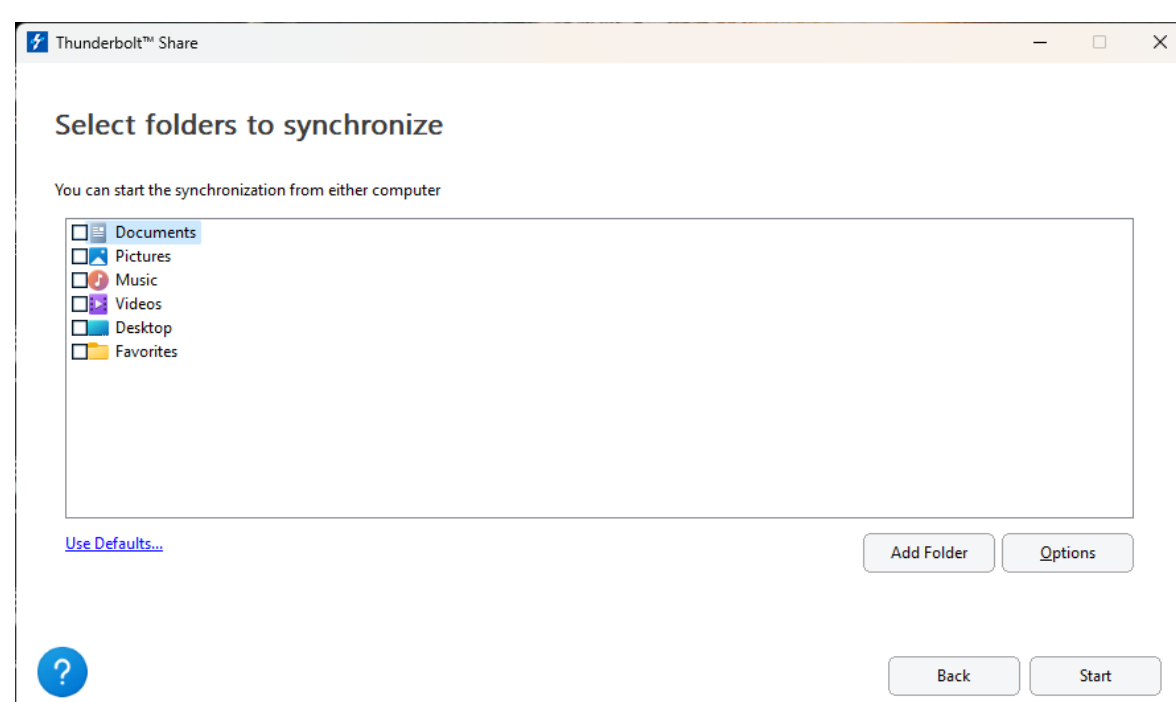 Thunderbolt™ Share
Select folders to synchronize
You can start the synchronization from either computer
Documents
Pictures
Music
Videos
Desktop
Favorites
Use Defaults...
Add Folder
Options
?
Back
Start